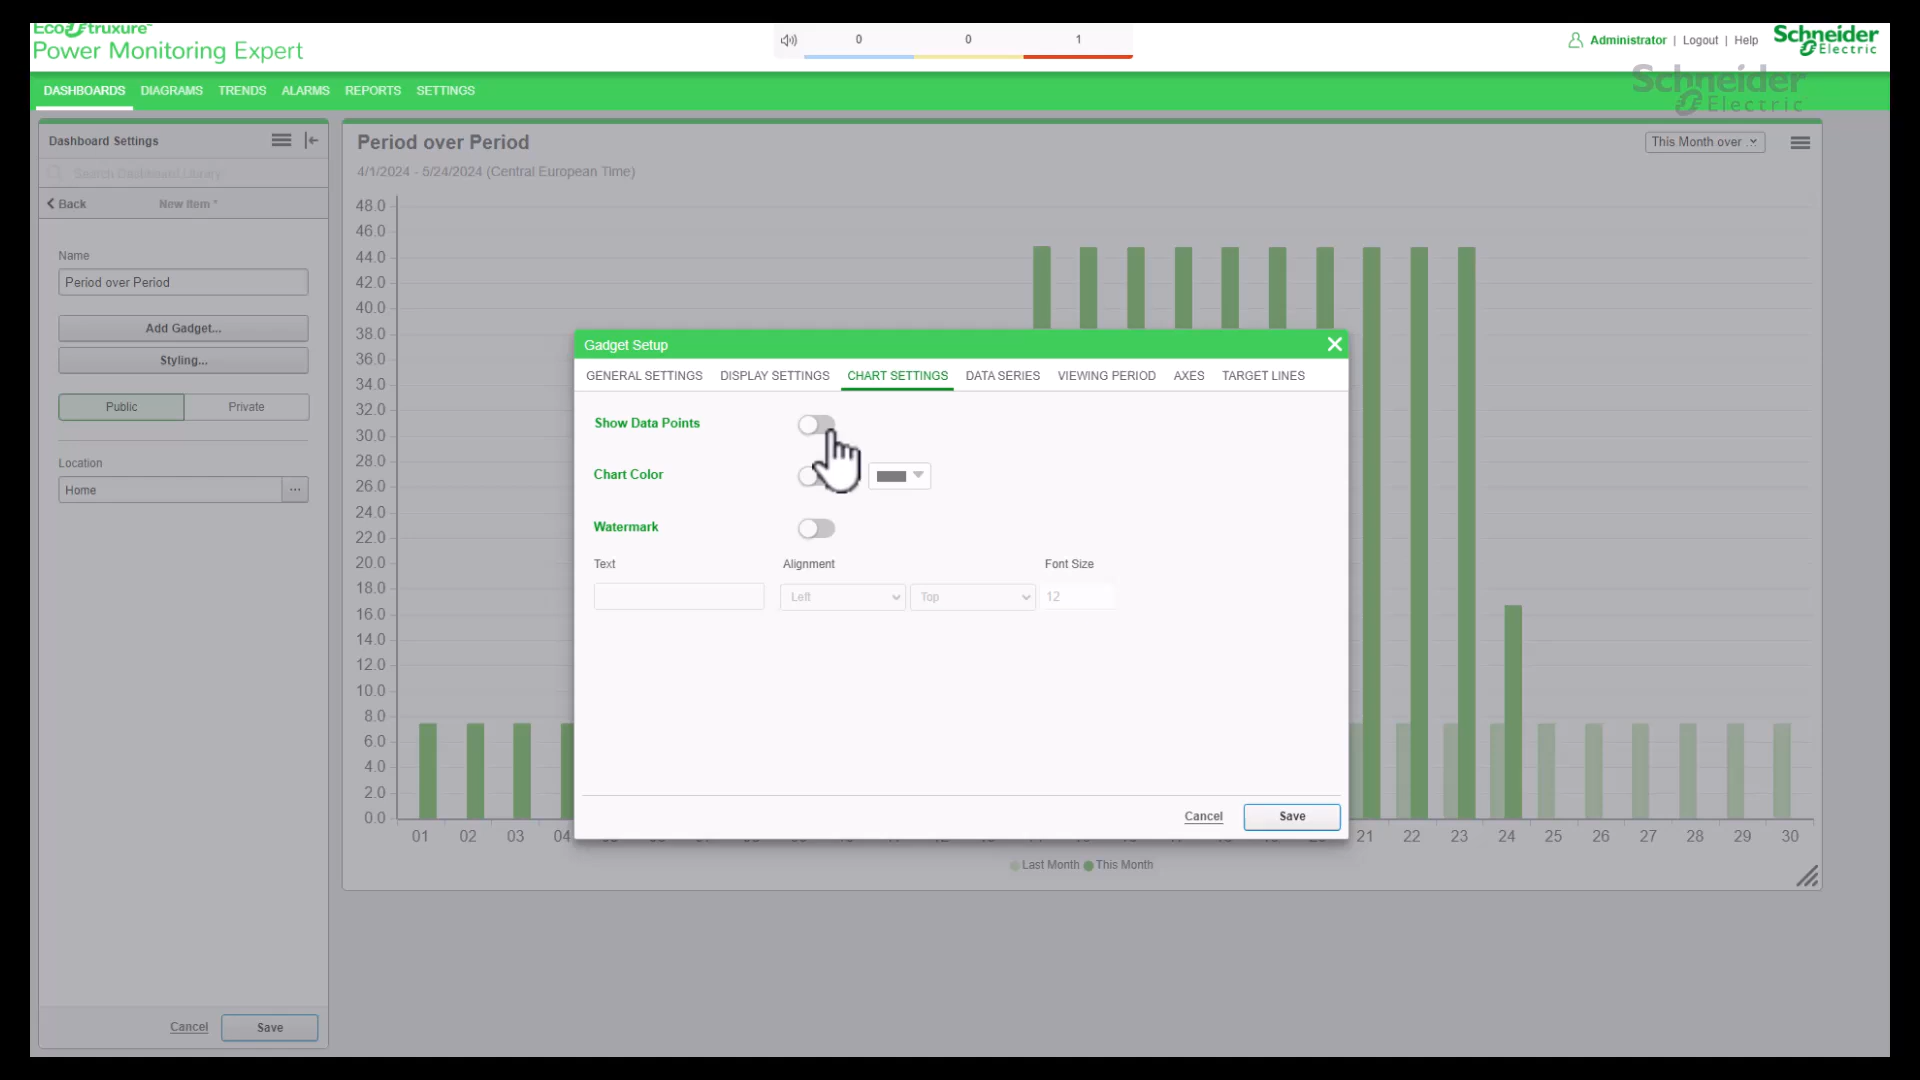 EcoStruxure™
Power Monitoring Expert
0
0
1
Administrator | Logout | Help
Schneider
Electric
DASHBOARDS DIAGRAMS TRENDS ALARMS REPORTS SETTINGS
Schneider
Electric
Dashboard Settings
Search Dashboard Library
Back
New Item *
Name
Period over Period
Add Gadget...
Styling...
Public
Private
Location
Home
...
Cancel
Save
Period over Period
This Month over ..
4/1/2024 - 5/24/2024 (Central European Time)
48.0
46.0
44.0
42.0
40.0
38.0
36.0
34.0
32.0
30.0
28.0
26.0
24.0
22.0
20.0
18.0
16.0
14.0
12.0
10.0
8.0
6.0
4.0
2.0
0.0
01 02 03 04 21 22 23 24 25 26 27 28 29 30
Last Month This Month
Gadget Setup
GENERAL SETTINGS DISPLAY SETTINGS CHART SETTINGS DATA SERIES VIEWING PERIOD AXES TARGET LINES
Show Data Points
Chart Color
Watermark
Text
Alignment
Font Size
Left
Top
12
Cancel
Save